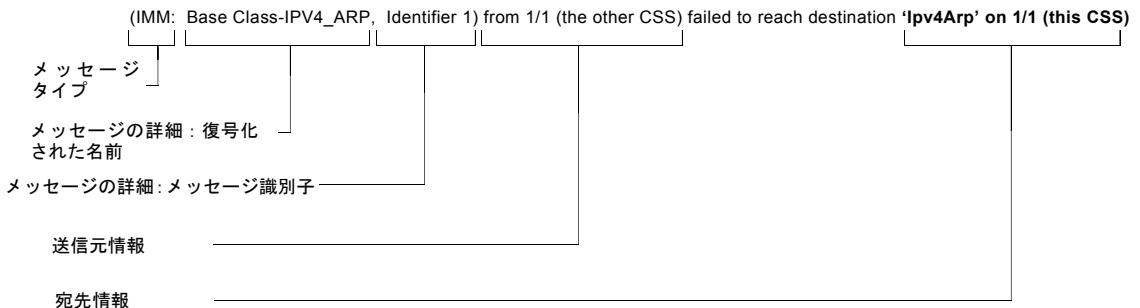 (IMM: Base Class-IPV4_ARP, Identifier 1) from 1/1 (the other CSS) failed to reach destination ‘Ipv4Arp’ on 1/1 (this CSS)
メッセージ
タイプ
メッセージの詳細：復号化
された名前
メッセージの詳細：メッセージ識別子
送信元情報
宛先情報